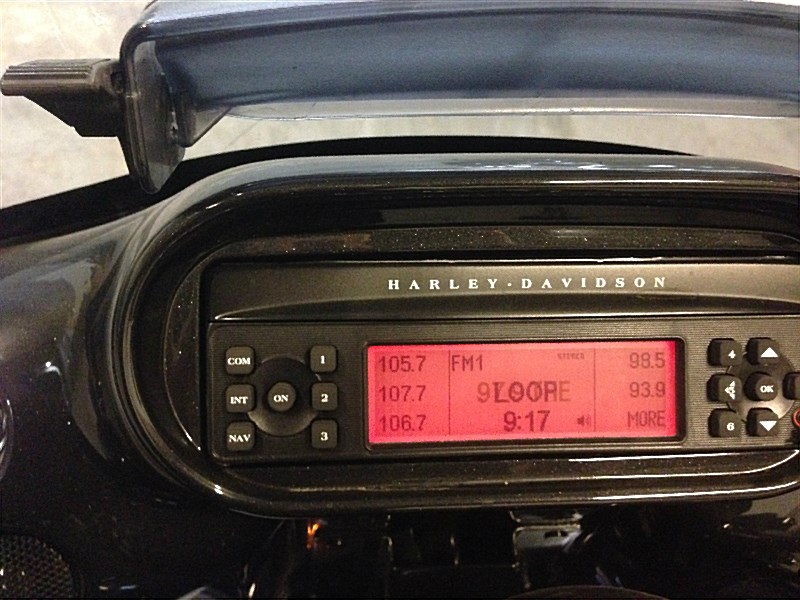 HARLEY-DAVIDSON
COM 1
INT ON 2
NAV 3
105.7 FM1 STEREO 98.5
107.7 LOOP 93.9
106.7 9:17 MORE
4
OK
6